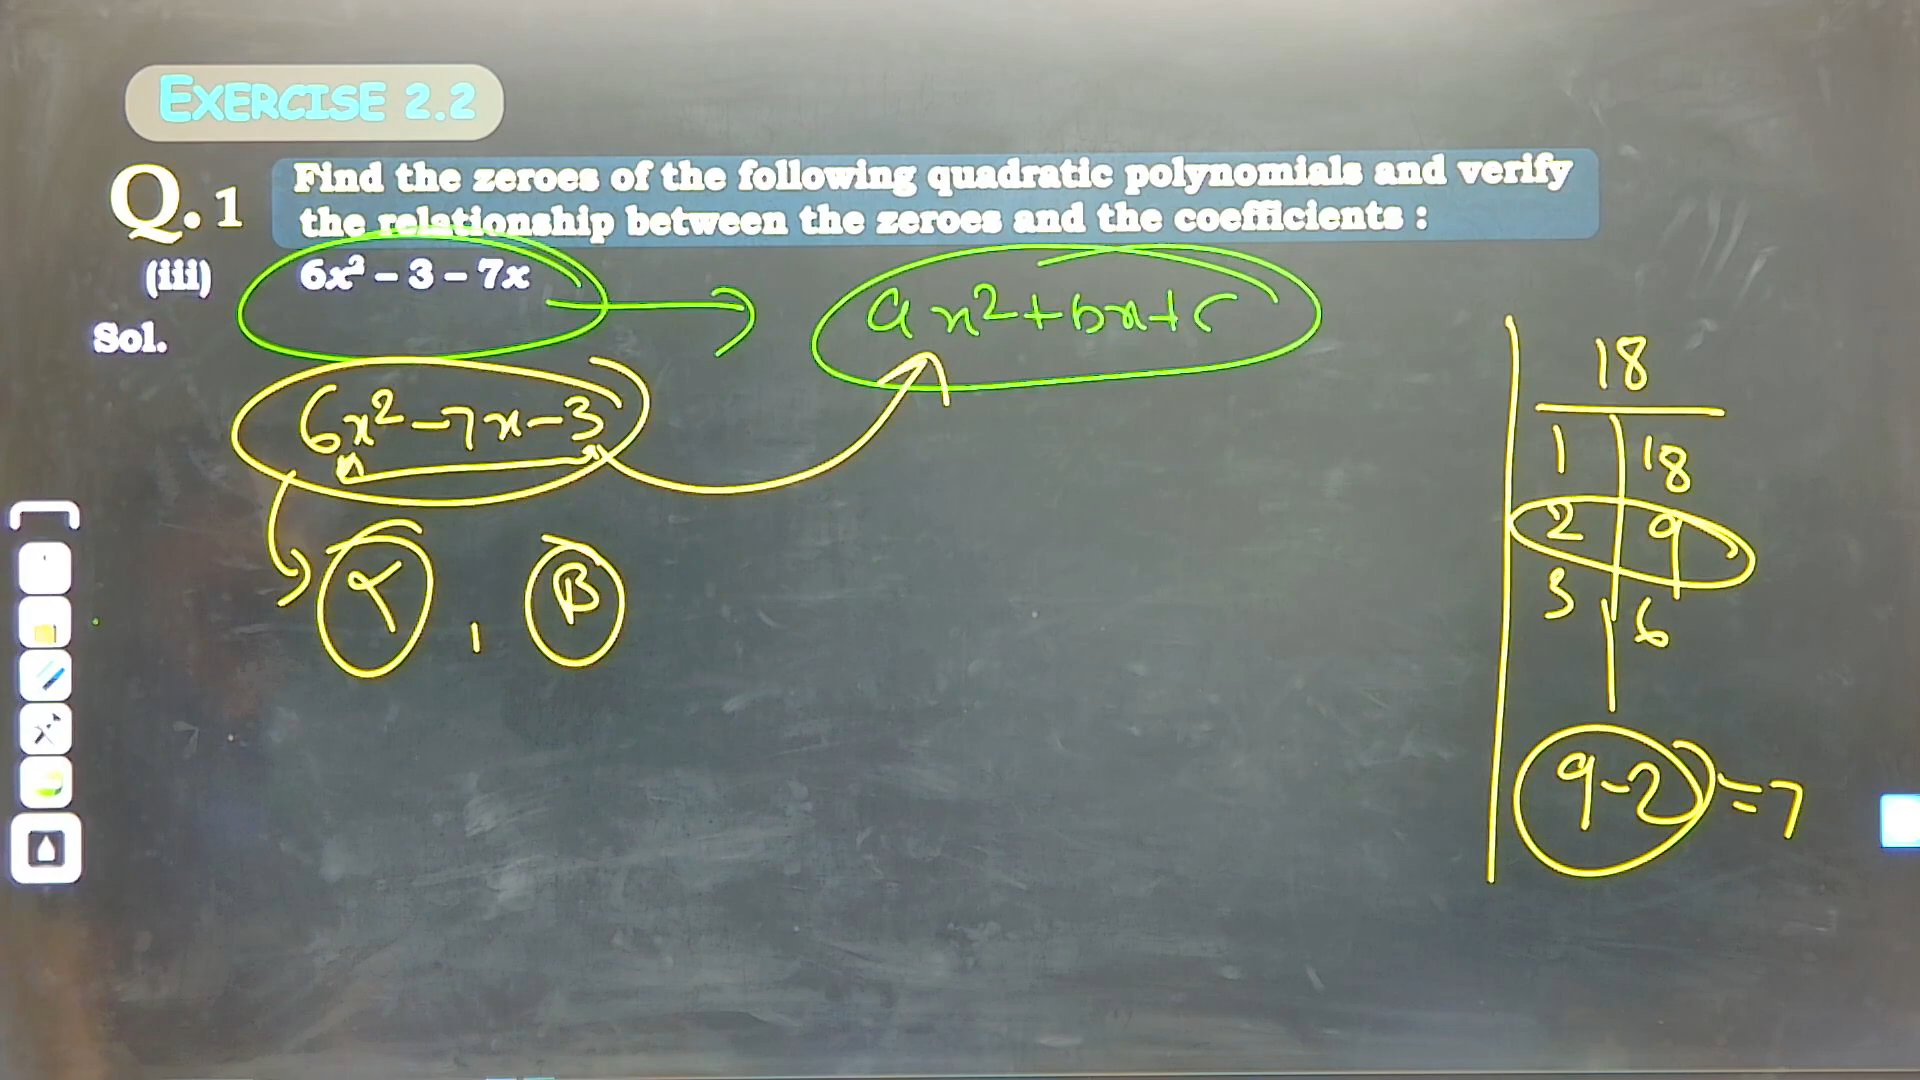 EXERCISE 2.2
Q. 1 Find the zeroes of the following quadratic polynomials and verify
the relationship between the zeroes and the coefficients :
(iii) 6x² – 3 – 7x
ax²+bx+c
Sol.
6x²-7x-3
α , β
18
1 18
2 9
3 6
9-2 =7